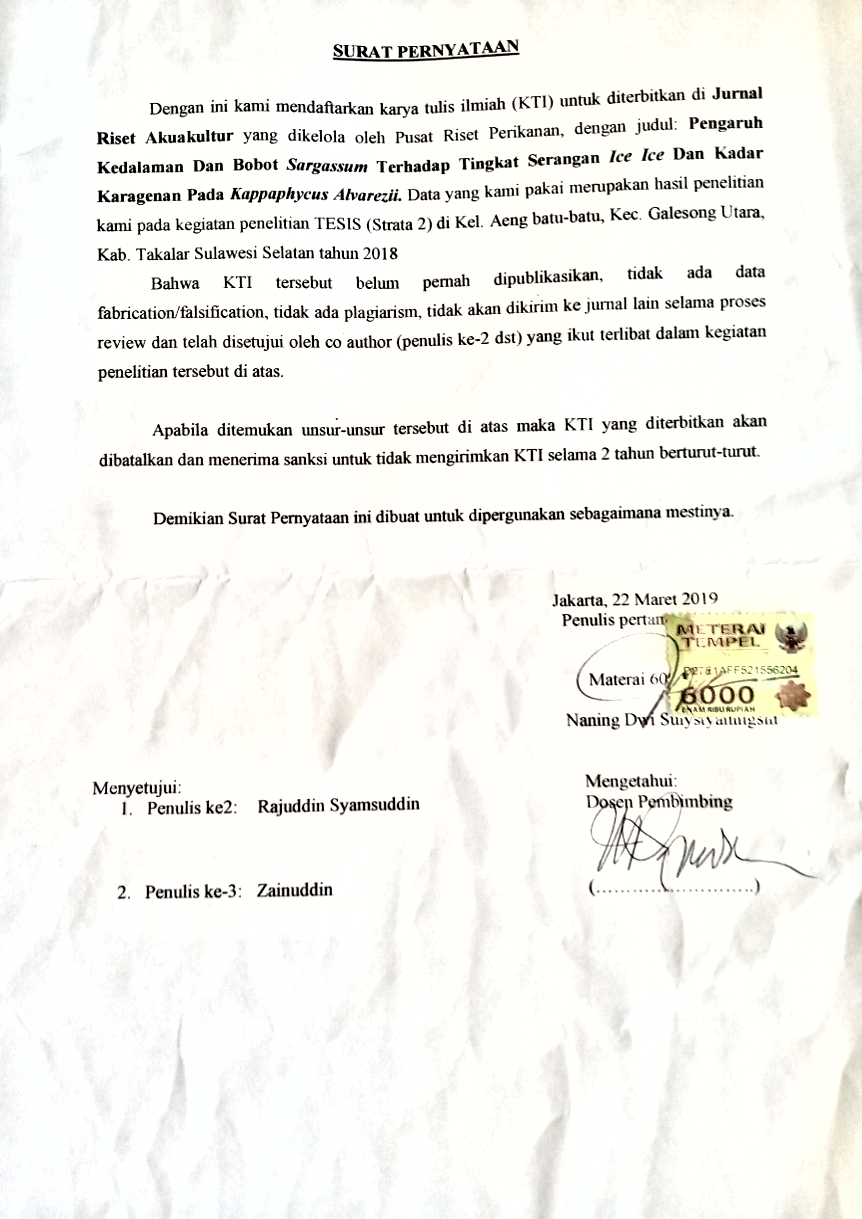 SURAT PERNYATAAN
Dengan ini kami mendaftarkan karya tulis ilmiah (KTI) untuk diterbitkan di Jurnal
Riset Akuakultur yang dikelola oleh Pusat Riset Perikanan, dengan judul: Pengaruh
Kedalaman Dan Bobot Sargassum Terhadap Tingkat Serangan Ice Ice Dan Kadar
Karagenan Pada Kappaphycus Alvarezii. Data yang kami pakai merupakan hasil penelitian
kami pada kegiatan penelitian TESIS (Strata 2) di Kel. Aeng batu-batu, Kec. Galesong Utara,
Kab. Takalar Sulawesi Selatan tahun 2018
Bahwa KTI tersebut belum pernah dipublikasikan, tidak ada data
fabrication/falsification, tidak ada plagiarism, tidak akan dikirim ke jurnal lain selama proses
review dan telah disetujui oleh co author (penulis ke-2 dst) yang ikut terlibat dalam kegiatan
penelitian tersebut di atas.
Apabila ditemukan unsur-unsur tersebut di atas maka KTI yang diterbitkan akan
dibatalkan dan menerima sanksi untuk tidak mengirimkan KTI selama 2 tahun berturut-turut.
Demikian Surat Pernyataan ini dibuat untuk dipergunakan sebagaimana mestinya.
Jakarta, 22 Maret 2019
Penulis pertam
METERAI
TEMPEL
Materai 60
6000
ENAM RIBU RUPIAH
Naning Dwi
Menyetujui:
1. Penulis ke2: Rajuddin Syamsuddin
2. Penulis ke-3: Zainuddin
Mengetahui:
Dosen Pembimbing
(...........................)